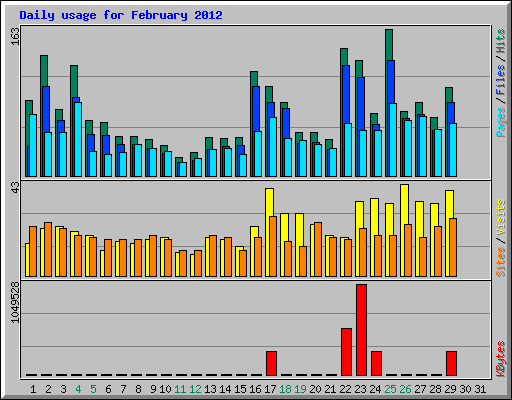 Daily usage for February 2012
163
Pages / Files / Hits
43
Sites / Visits
1049528
KBytes
1 2 3 4 5 6 7 8 9 10 11 12 13 14 15 16 17 18 19 20 21 22 23 24 25 26 27 28 29 30 31